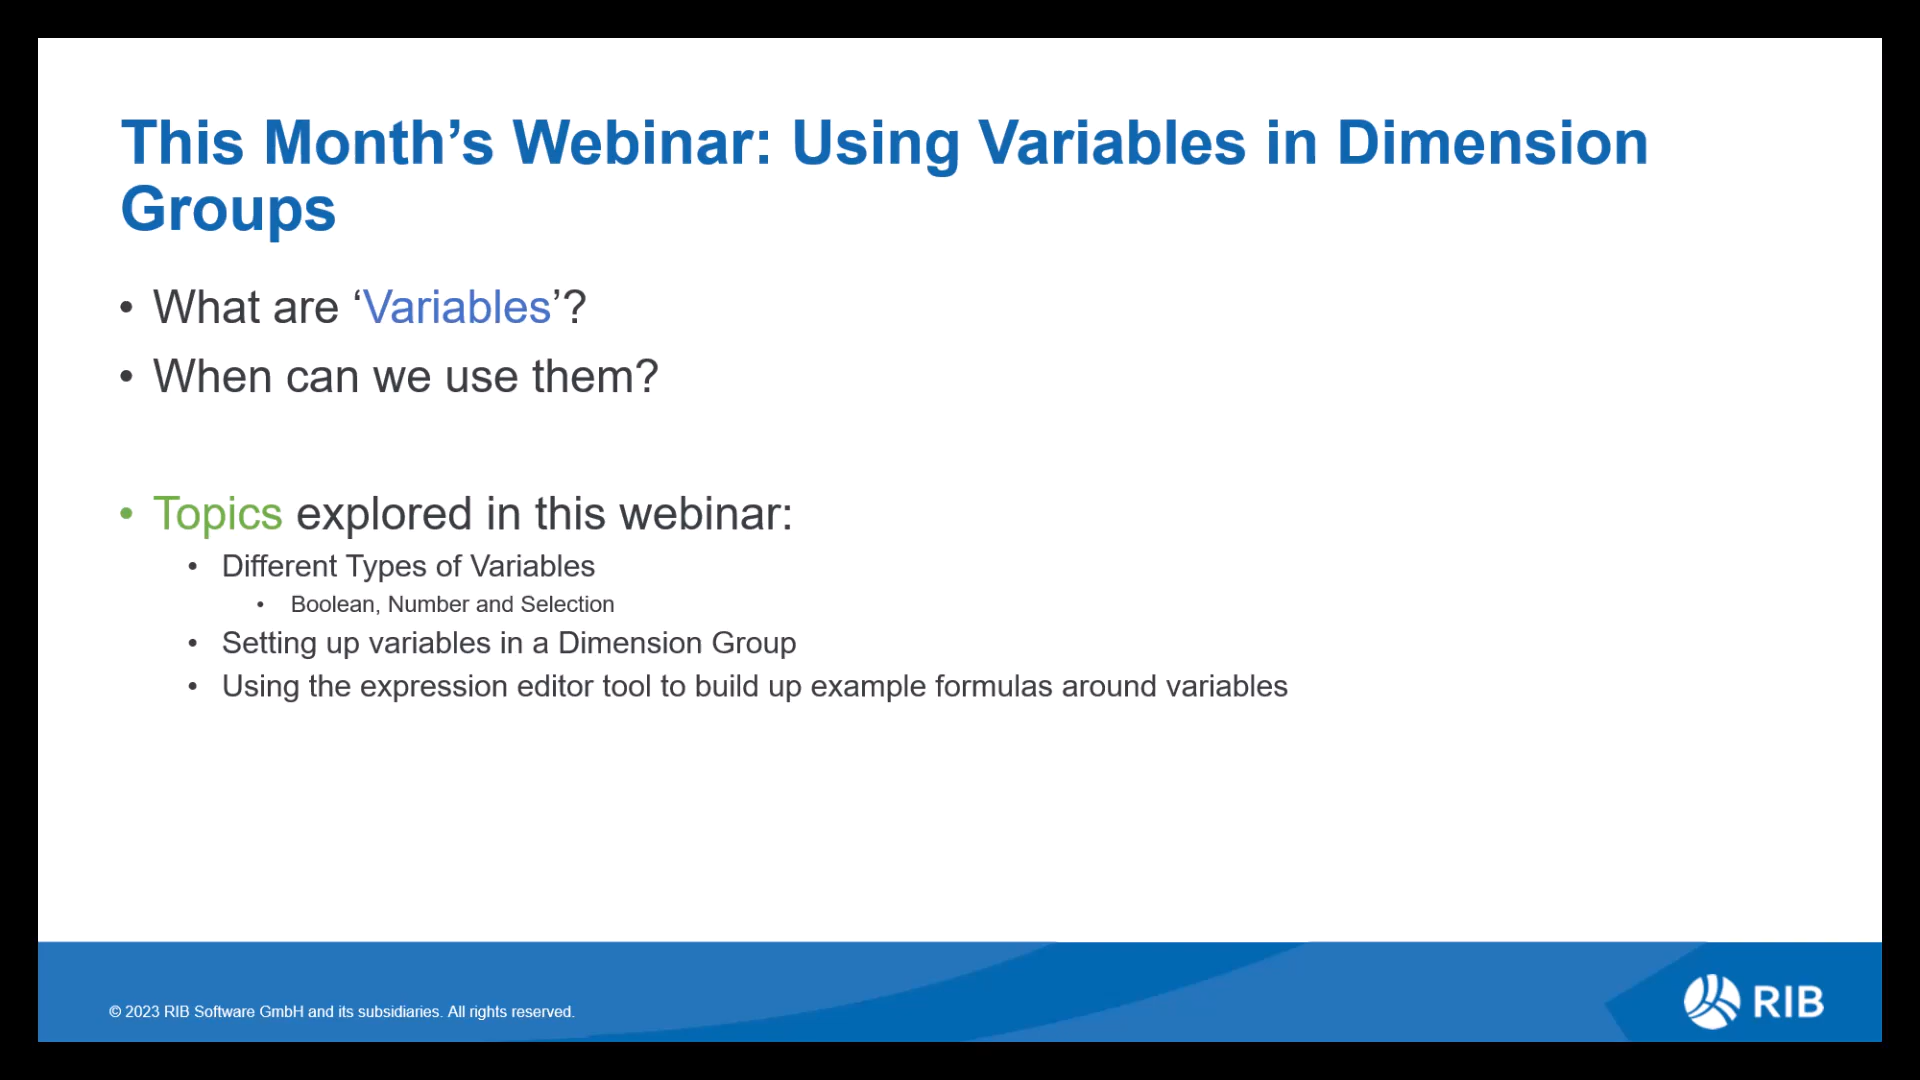 This Month’s Webinar: Using Variables in Dimension
Groups
• What are ‘Variables’?
• When can we use them?
• Topics explored in this webinar:
• Different Types of Variables
• Boolean, Number and Selection
• Setting up variables in a Dimension Group
• Using the expression editor tool to build up example formulas around variables
© 2023 RIB Software GmbH and its subsidiaries. All rights reserved.
RIB